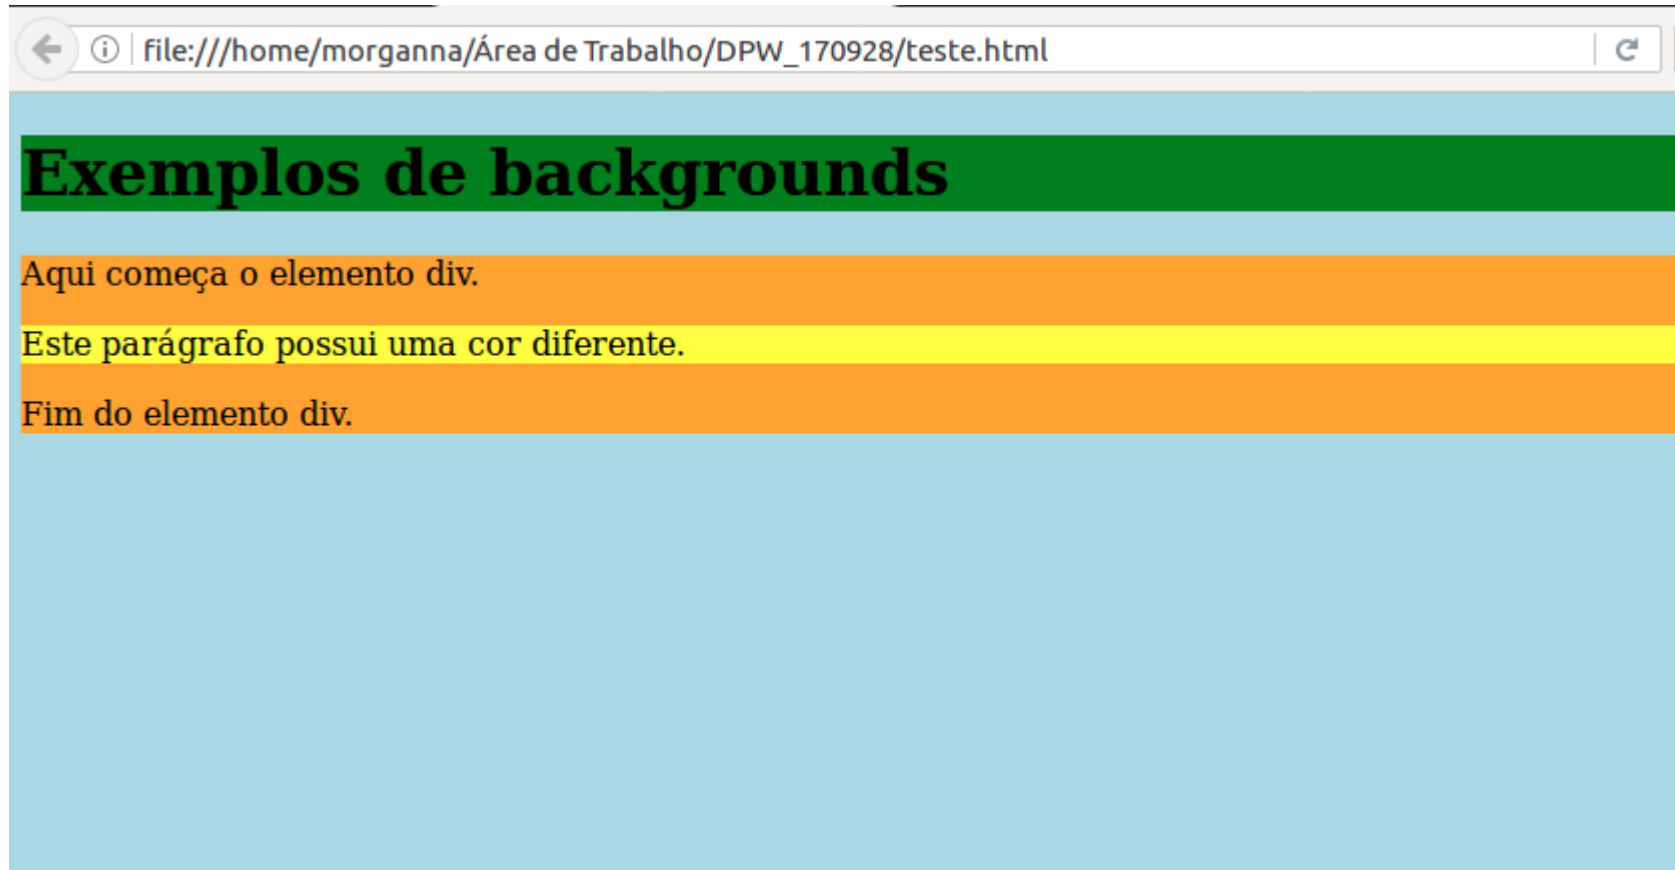 file:///home/morganna/Área de Trabalho/DPW_170928/teste.html
Exemplos de backgrounds
Aqui começa o elemento div.
Este parágrafo possui uma cor diferente.
Fim do elemento div.